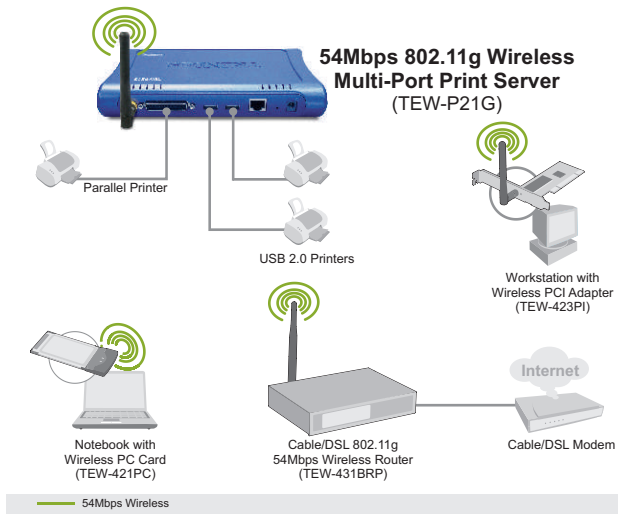 54Mbps 802.11g Wireless
Multi-Port Print Server
(TEW-P21G)
Parallel Printer
USB 2.0 Printers
Workstation with
Wireless PCI Adapter
(TEW-423PI)
Internet
Notebook with
Wireless PC Card
(TEW-421PC)
Cable/DSL 802.11g
54Mbps Wireless Router
(TEW-431BRP)
Cable/DSL Modem
54Mbps Wireless